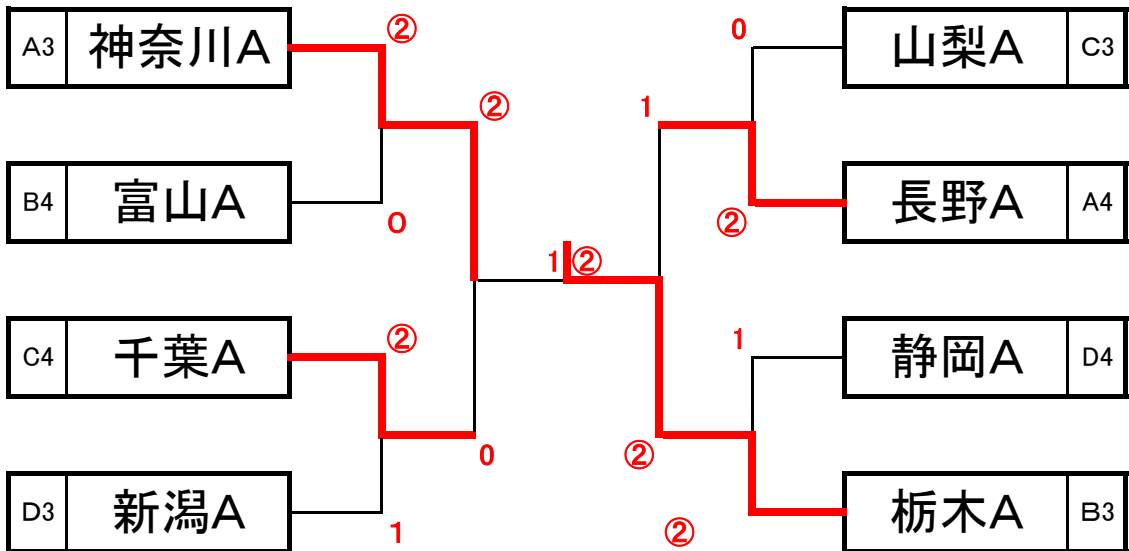 A3 神奈川A ② 0 山梨A C3
② 1
B4 富山A 0 ② 長野A A4
1 ②
C4 千葉A ② 1 静岡A D4
0 ②
D3 新潟A 1 ② 栃木A B3